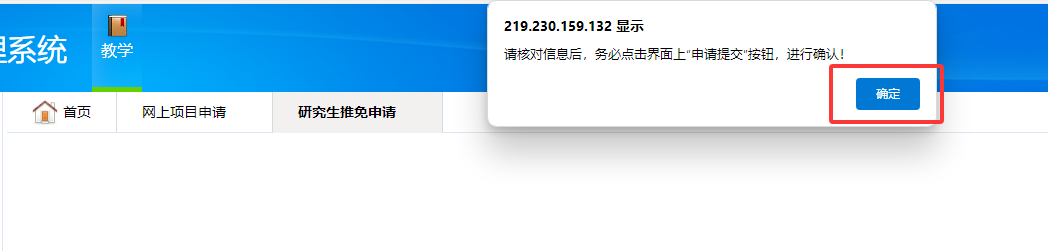 理系统
教学
219.230.159.132 显示
请核对信息后，务必点击界面上“申请提交”按钮，进行确认！
确定
首页
网上项目申请
研究生推免申请